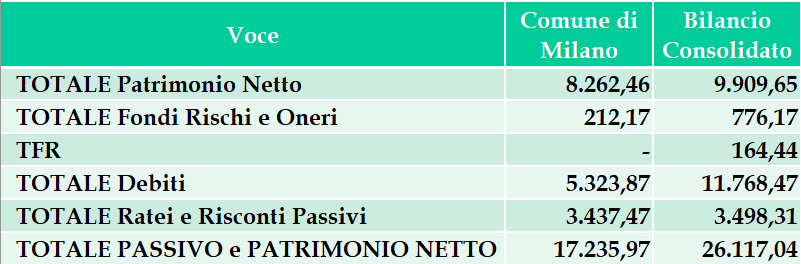 Voce Comune di Milano Bilancio Consolidato
TOTALE Patrimonio Netto 8.262,46 9.909,65
TOTALE Fondi Rischi e Oneri 212,17 776,17
TFR - 164,44
TOTALE Debiti 5.323,87 11.768,47
TOTALE Ratei e Risconti Passivi 3.437,47 3.498,31
TOTALE PASSIVO e PATRIMONIO NETTO 17.235,97 26.117,04